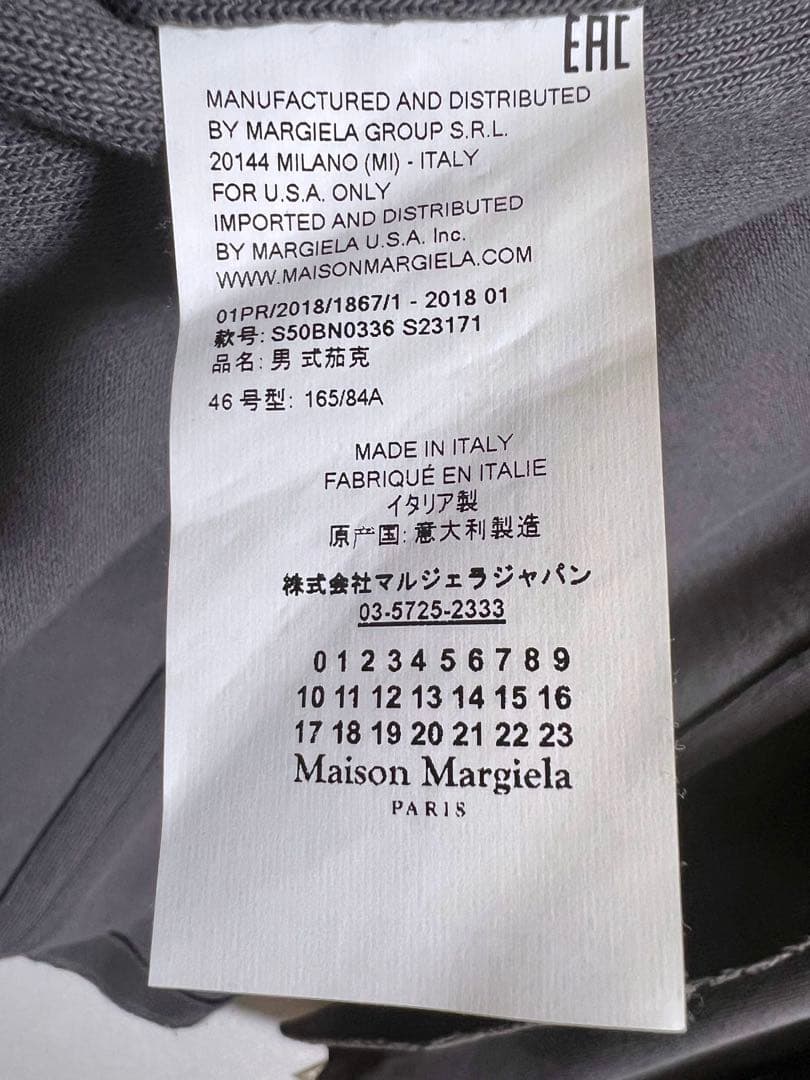 EAC
MANUFACTURED AND DISTRIBUTED
BY MARGIELA GROUP S.R.L.
20144 MILANO (MI) - ITALY
FOR U.S.A. ONLY
IMPORTED AND DISTRIBUTED
BY MARGIELA U.S.A. Inc.
WWW.MAISONMARGIELA.COM
01PR/2018/1867/1 - 2018 01
款号: S50BN0336 S23171
品名: 男 式茄克
46 号型: 165/84A
MADE IN ITALY
FABRIQUÉ EN ITALIE
イタリア製
原产国: 意大利製造
株式会社マルジェラジャパン
03-5725-2333
0 1 2 3 4 5 6 7 8 9
10 11 12 13 14 15 16
17 18 19 20 21 22 23
Maison Margiela
PARIS